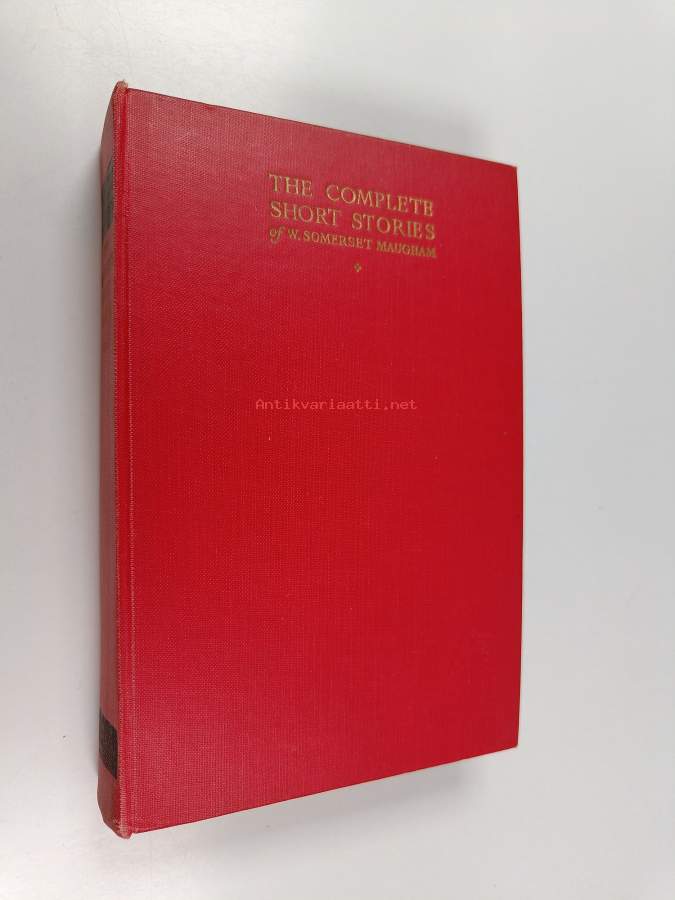 THE COMPLETE
SHORT STORIES
of W. SOMERSET MAUGHAM
Antikvariaatti.net